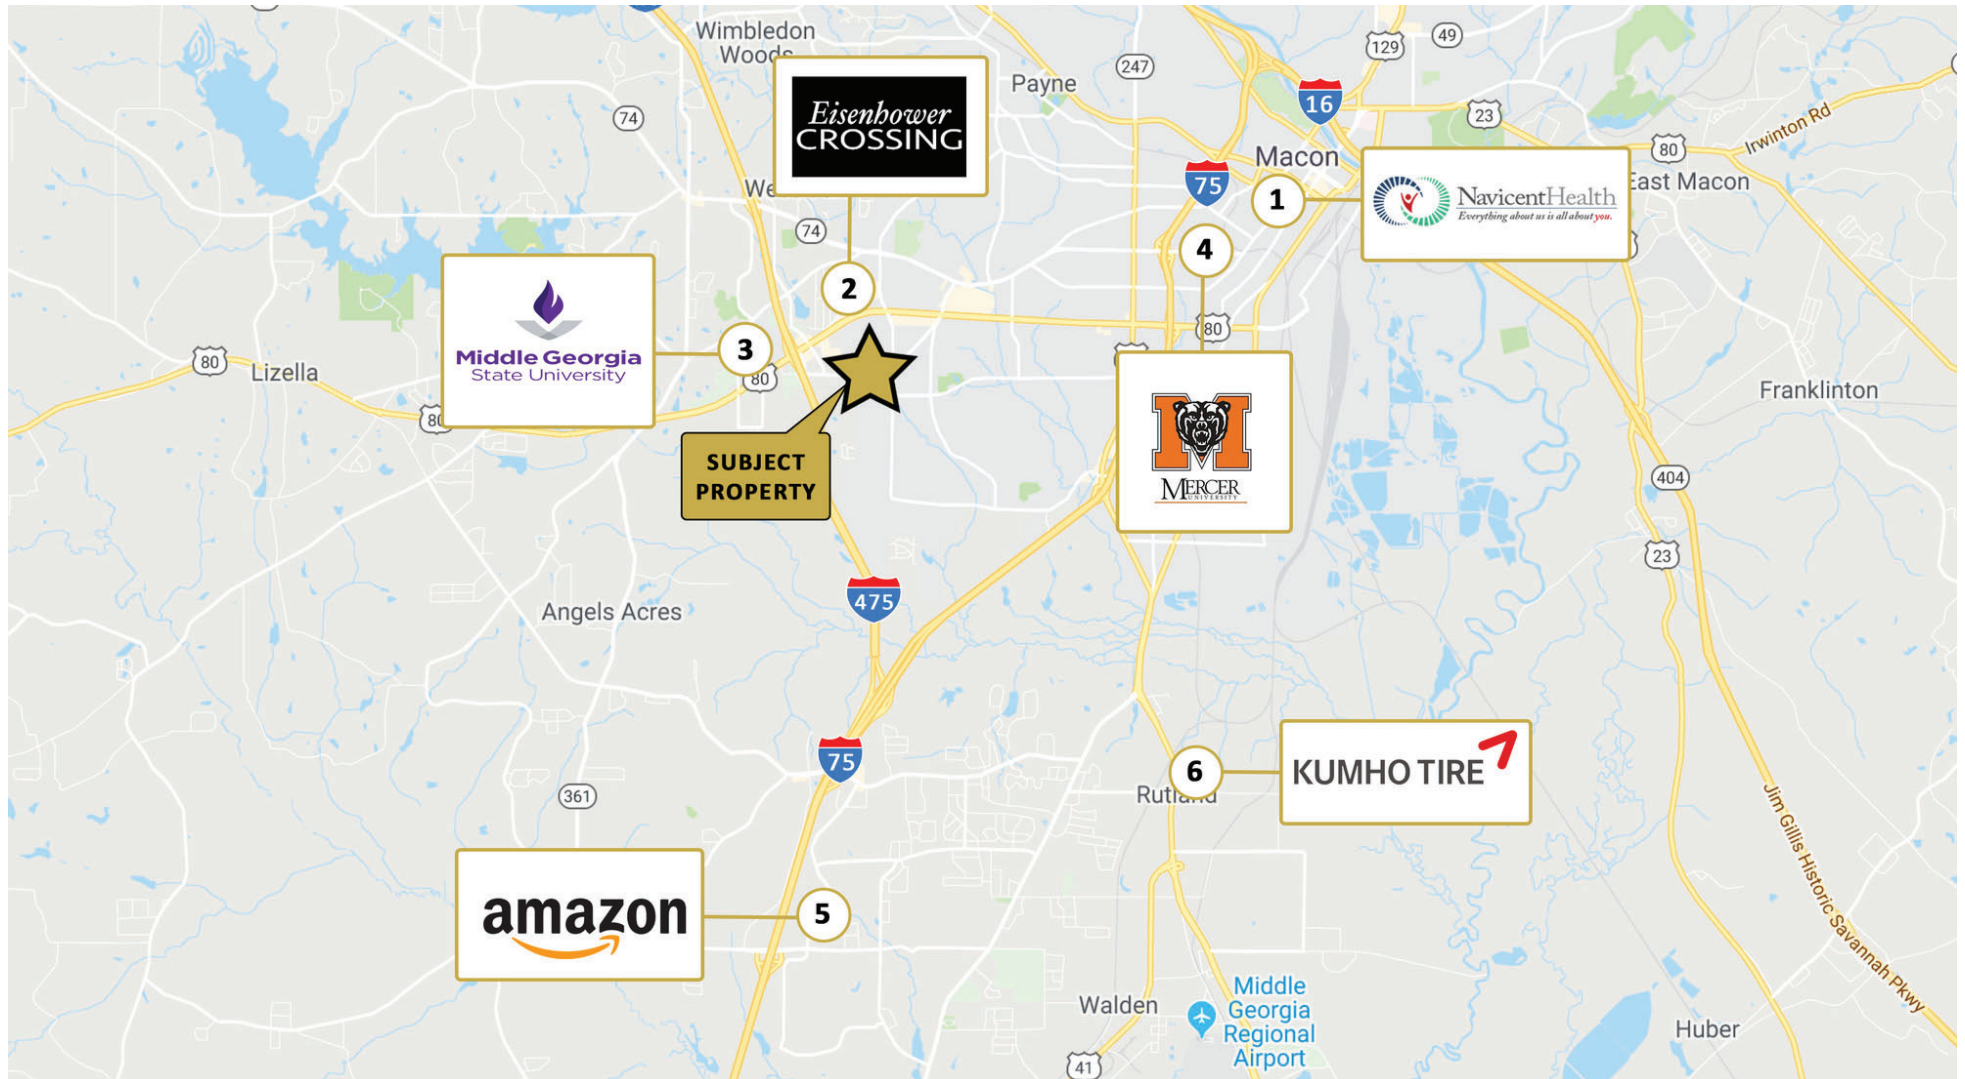 Wimbledon
Woods
Payne
247
129
49
16
23
74
Eisenhower
CROSSING
Macon
75
80
Irwinton Rd
East Macon
1
NavicentHealth
Everything about us is all about you.
We
74
4
2
Middle Georgia
State University
3
80
80
80
Lizella
80
Franklinton
SUBJECT
PROPERTY
MERCER
UNIVERSITY
404
23
475
Angels Acres
75
6
KUMHO TIRE
Rutland
361
Jim Gillis Historic Savannah Pkwy
amazon
5
Walden
Middle
Georgia
Regional
Airport
Huber
41